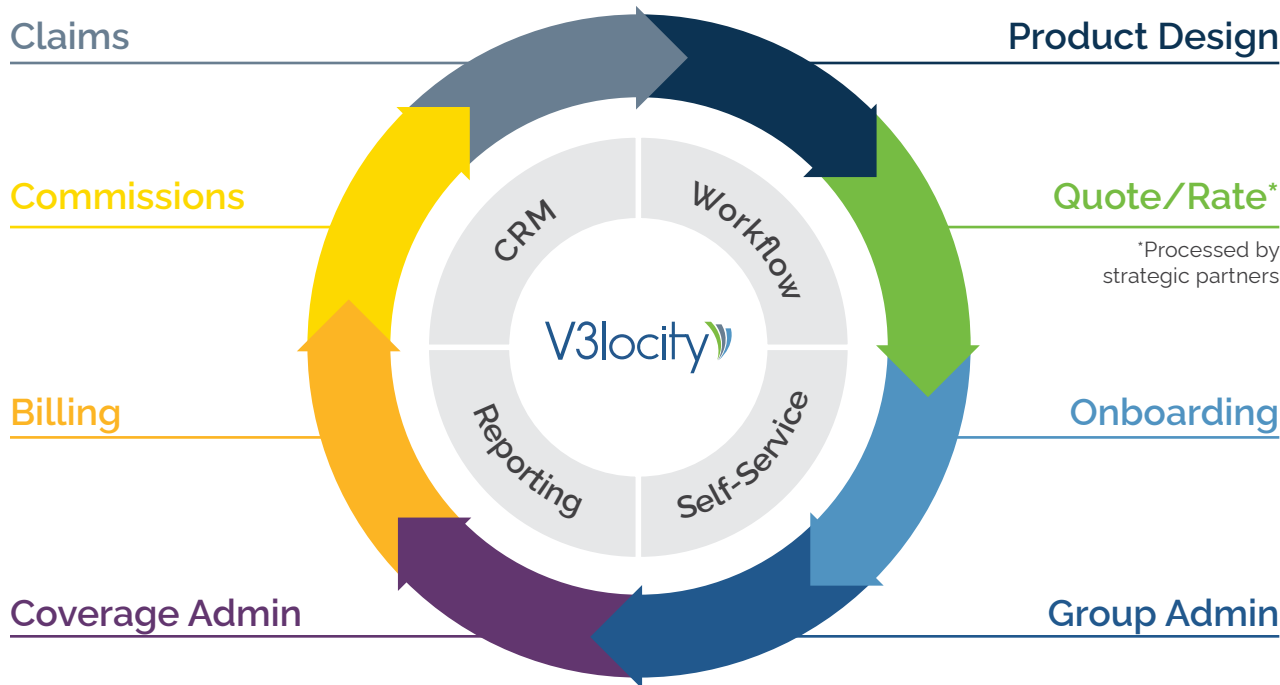 Claims
Product Design
Commissions
Quote/Rate*
*Processed by
strategic partners
CRM
Workflow
V3locity
Billing
Onboarding
Reporting
Self-Service
Coverage Admin
Group Admin